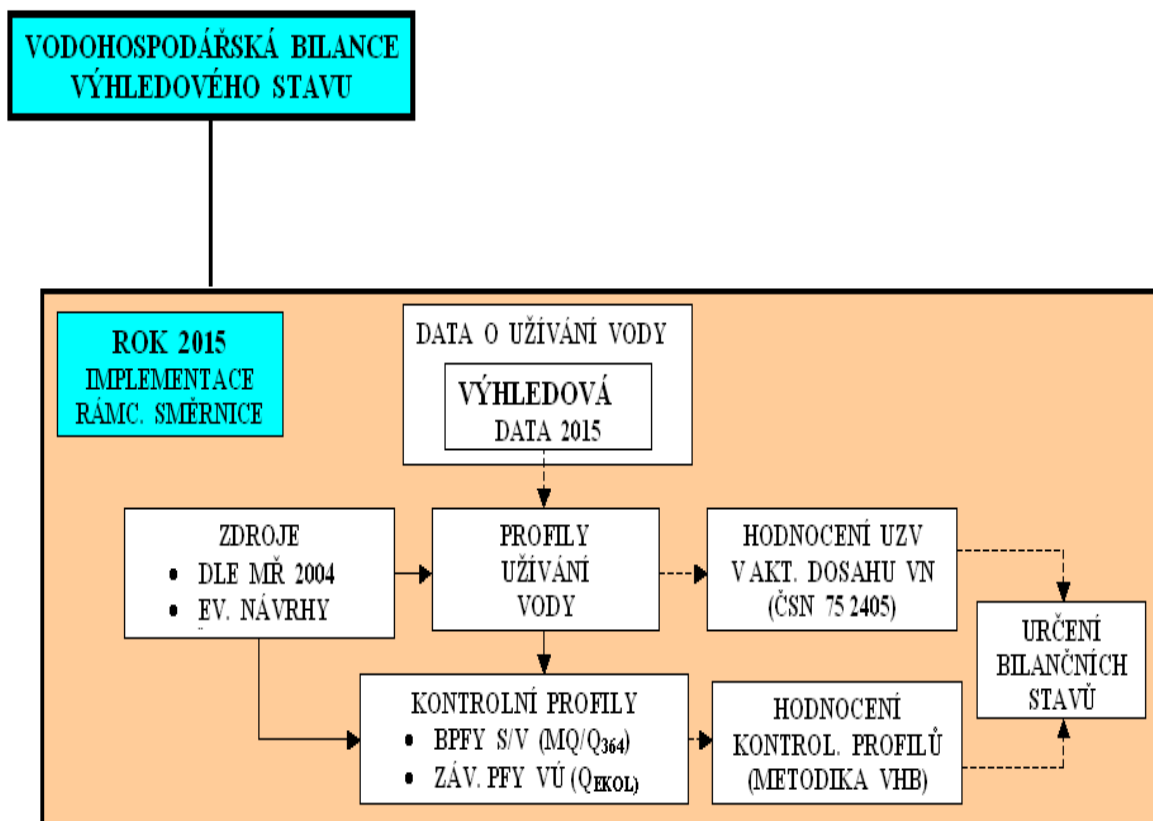 VODOHOSPODÁŘSKÁ BILANCE
VÝHLEDOVÉHO STAVU
ROK 2015
IMPLEMENTACE
RÁMC. SMĚRNICE
DATA O UŽÍVÁNÍ VODY
VÝHLEDOVÁ
DATA 2015
ZDROJE
• DLE MŘ 2004
• EV. NÁVRHY
PROFILY
UŽÍVÁNÍ
VODY
HODNOCENÍ UZV
V AKT. DOSAHU VN
(ČSN 75 2405)
URČENÍ
BILANČNÍCH
STAVŮ
KONTROLNÍ PROFILY
• BPFY S/V (MQ/Q364)
• ZÁV. PFY VÚ (QEKOL)
HODNOCENÍ
KONTROL. PROFILŮ
(METODIKA VHB)